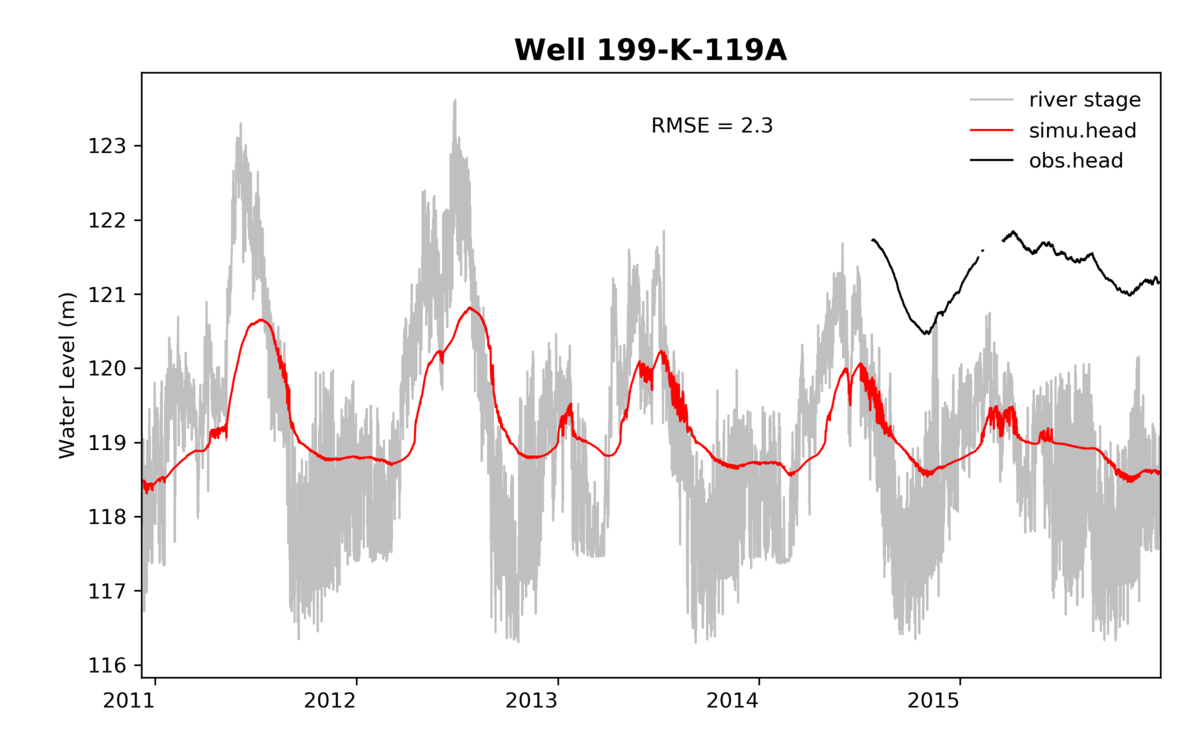 Well 199-K-119A
RMSE = 2.3
river stage
simu.head
obs.head
Water Level (m)
123
122
121
120
119
118
117
116
2011 2012 2013 2014 2015